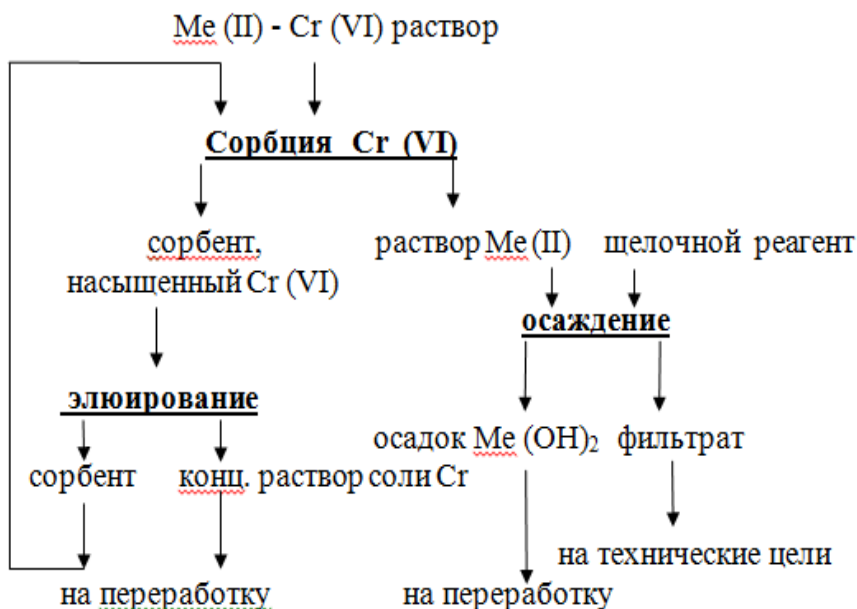 Me (II) - Cr (VI) раствор
Сорбция Cr (VI)
сорбент,
насыщенный Cr (VI)
раствор Me (II)
щелочной реагент
осаждение
элюирование
осадок Me (OH)₂
фильтрат
сорбент
конц. раствор соли Cr
на технические цели
на переработку
на переработку